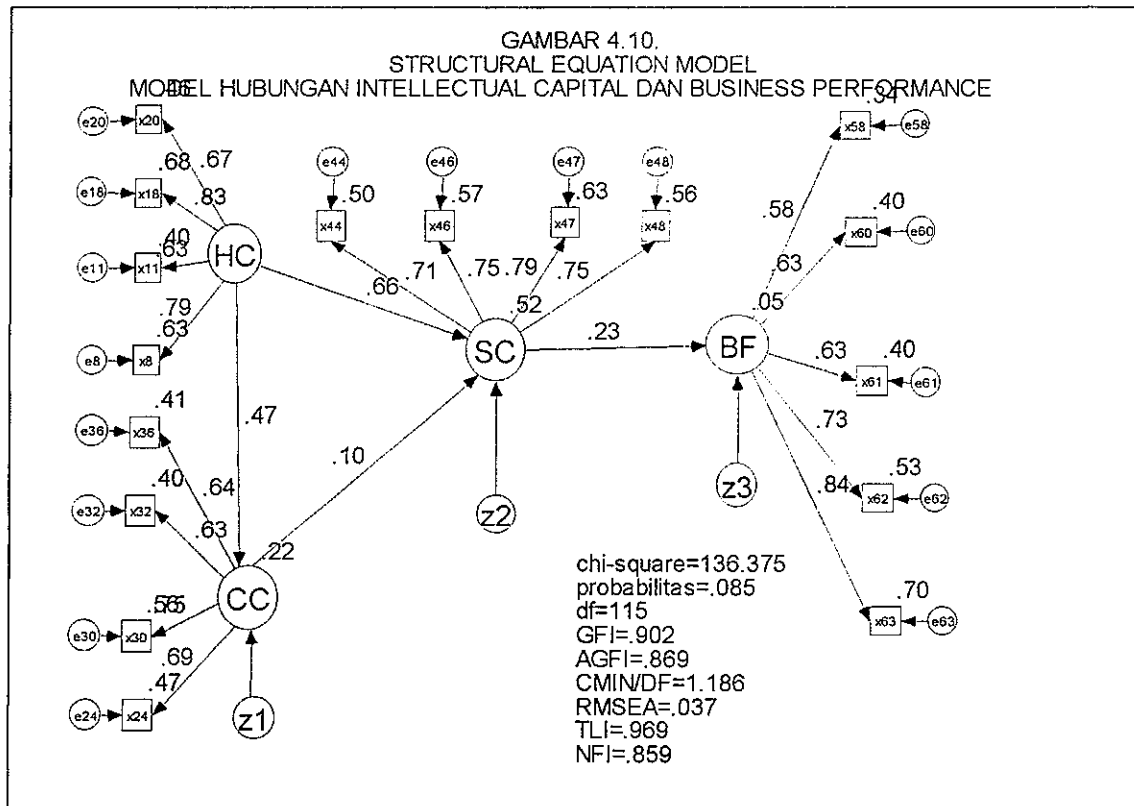 GAMBAR 4.10.
STRUCTURAL EQUATION MODEL
MODEL HUBUNGAN INTELLECTUAL CAPITAL DAN BUSINESS PERFORMANCE
.46
.34
e20
x20
x58
e58
.68
.67
e18
x18
.83
e44
e46
e47
e48
.50
.57
.63
.56
x44
x46
x47
x48
.58
.40
x60
e60
.40
.63
e11
x11
HC
.71
.66
.75
.79
.75
.63
.52
.05
.79
.63
e8
x8
SC
.23
BF
.63
.40
x61
e61
.41
e36
x36
.47
.73
.10
.40
.64
e32
x32
.63
z2
z3
.84
.53
x62
e62
.22
CC
.56
.75
e30
x30
.69
.47
e24
x24
z1
.70
x63
e63
chi-square=136.375
probabilitas=.085
df=115
GFI=.902
AGFI=.869
CMIN/DF=1.186
RMSEA=.037
TLI=.969
NFI=.859